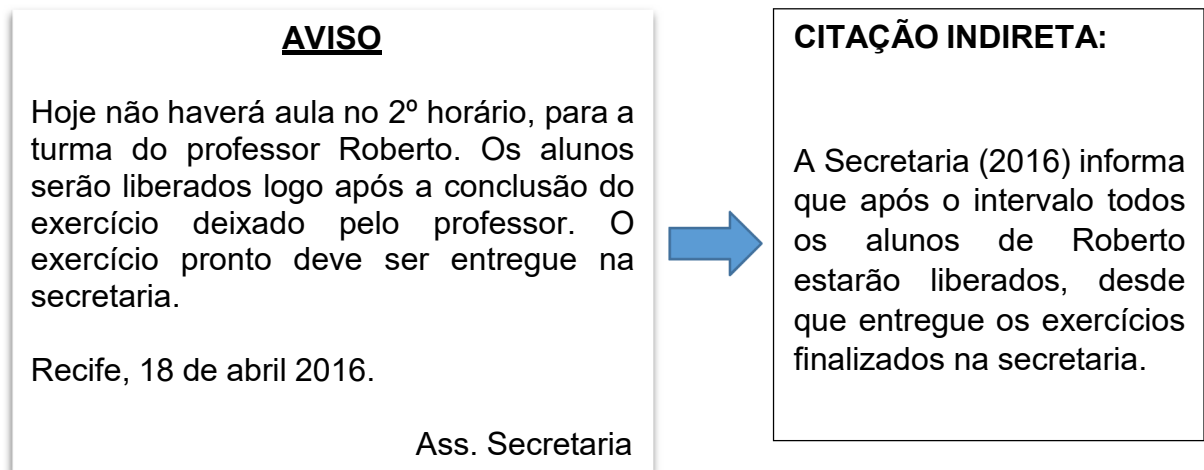 AVISO
Hoje não haverá aula no 2º horário, para a
turma do professor Roberto. Os alunos
serão liberados logo após a conclusão do
exercício deixado pelo professor. O
exercício pronto deve ser entregue na
secretaria.
Recife, 18 de abril 2016.
Ass. Secretaria
CITAÇÃO INDIRETA:
A Secretaria (2016) informa
que após o intervalo todos
os alunos de Roberto
estarão liberados, desde
que entregue os exercícios
finalizados na secretaria.